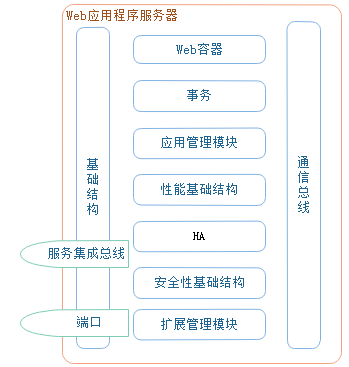 Web应用程序服务器
Web容器
事务
应用管理模块
性能基础结构
HA
安全性基础结构
扩展管理模块
基础结构
服务集成总线
端口
通信总线